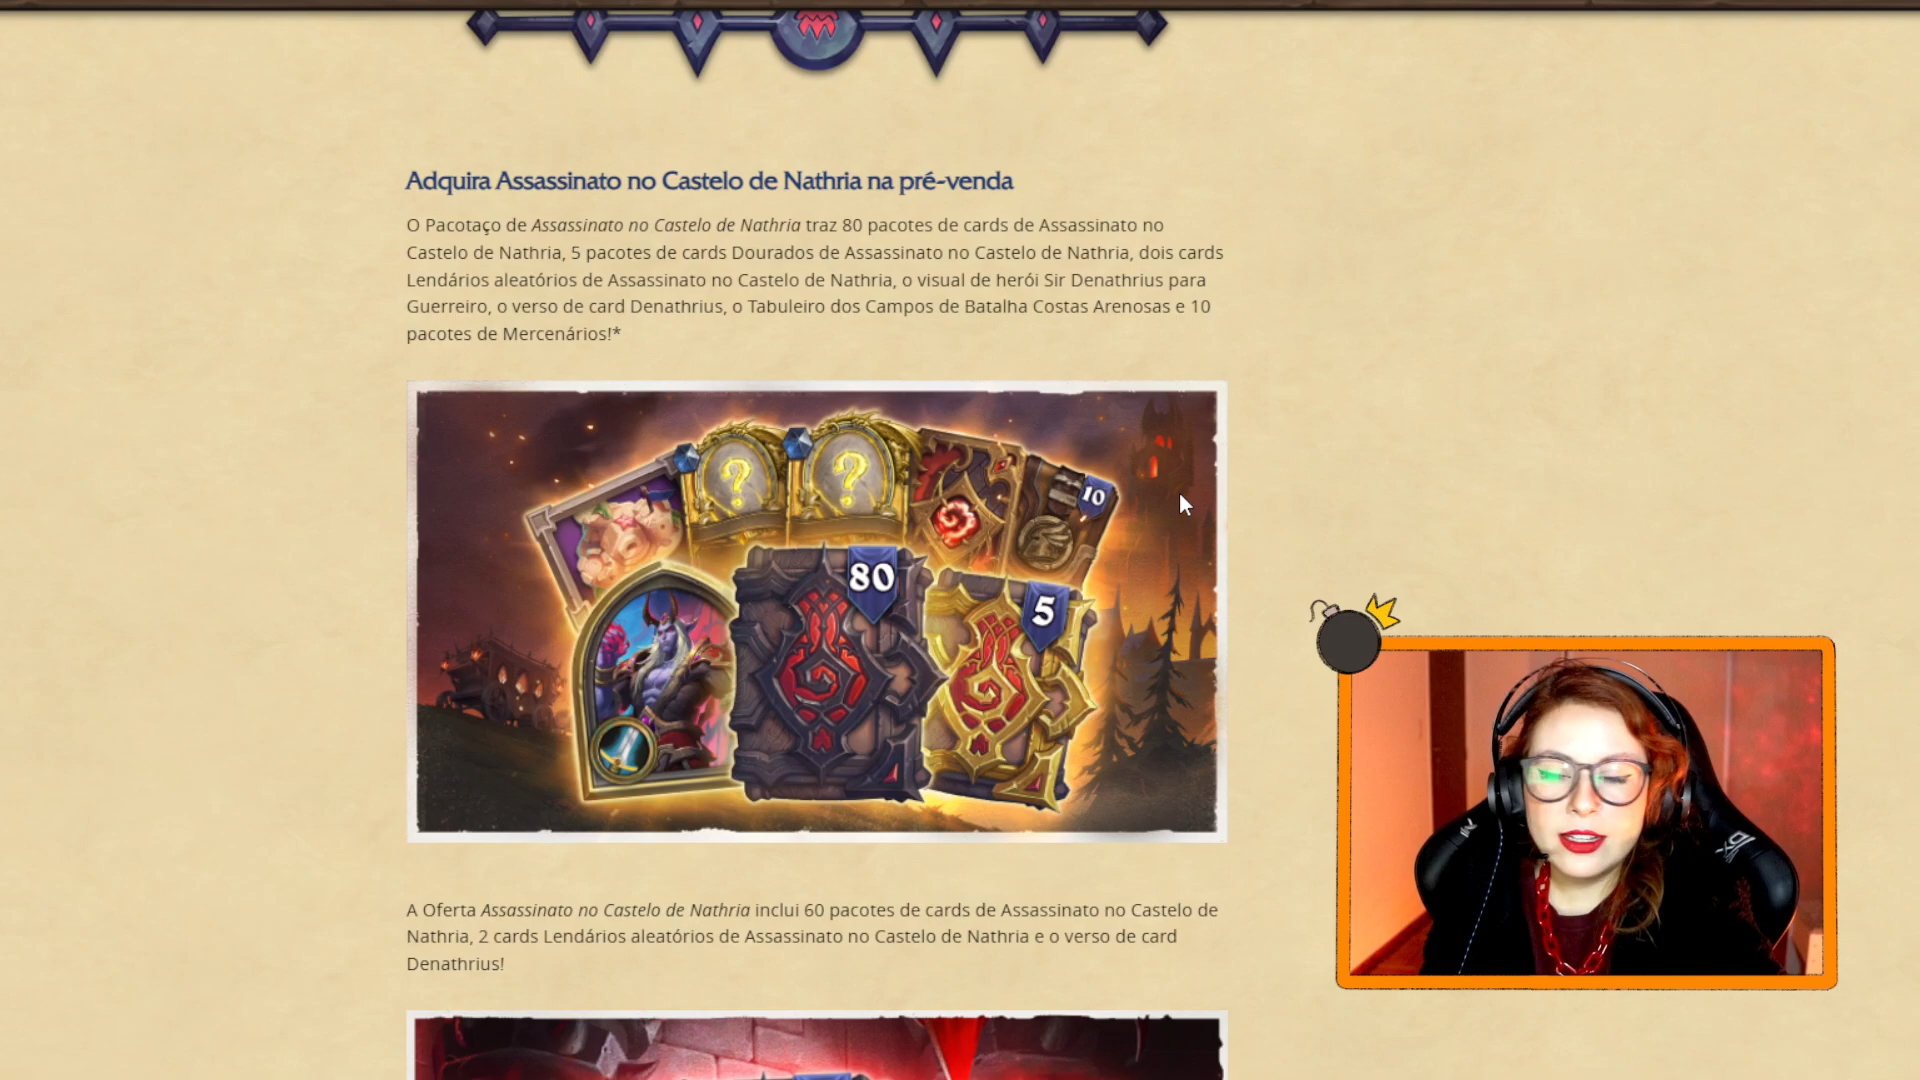 Adquira Assassinato no Castelo de Nathria na pré-venda
O Pacotaço de Assassinato no Castelo de Nathria traz 80 pacotes de cards de Assassinato no
Castelo de Nathria, 5 pacotes de cards Dourados de Assassinato no Castelo de Nathria, dois cards
Lendários aleatórios de Assassinato no Castelo de Nathria, o visual de herói Sir Denathrius para
Guerreiro, o verso de card Denathrius, o Tabuleiro dos Campos de Batalha Costas Arenosas e 10
pacotes de Mercenários!*
?
?
10
80
5
A Oferta Assassinato no Castelo de Nathria inclui 60 pacotes de cards de Assassinato no Castelo de
Nathria, 2 cards Lendários aleatórios de Assassinato no Castelo de Nathria e o verso de card
Denathrius!